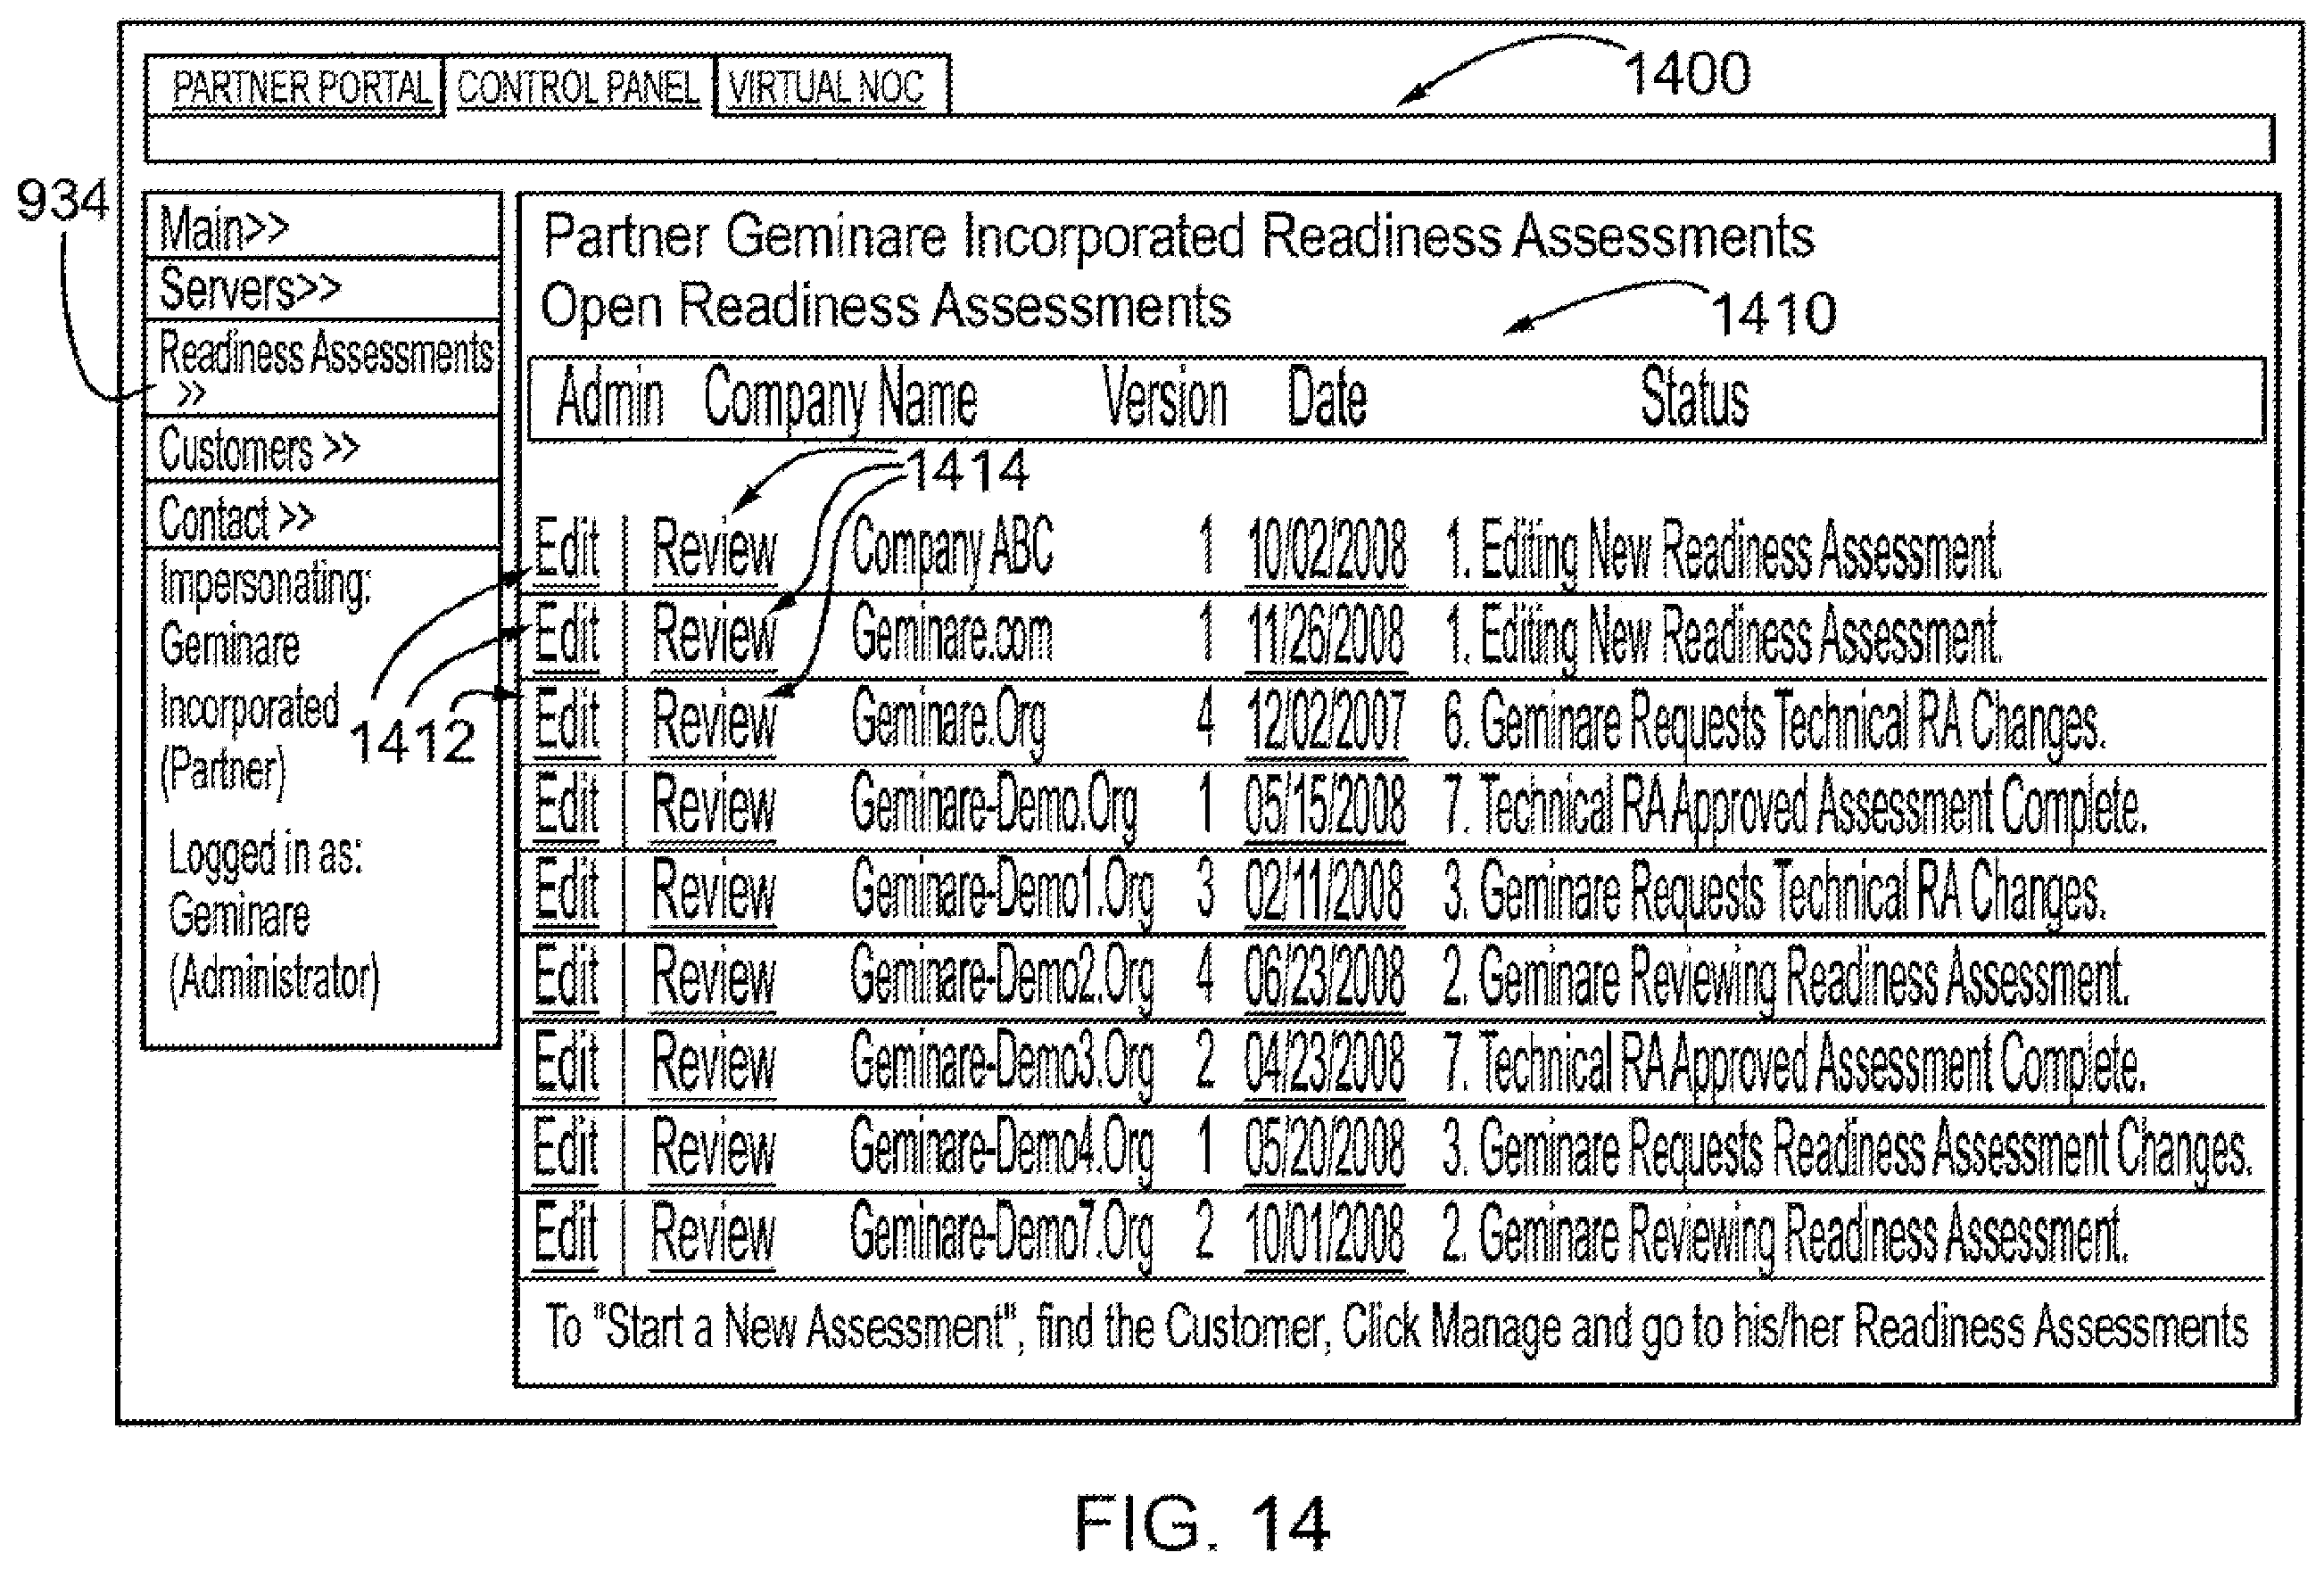 PARTNER PORTAL CONTROL PANEL VIRTUAL NOC
1400
934
Main>>
Servers>>
Readiness Assessments
>>
Customers >>
Contact >>
Impersonating:
Geminare
Incorporated
(Partner)
Logged in as:
Geminare
(Administrator)
Partner Geminare Incorporated Readiness Assessments
Open Readiness Assessments
1410
Admin Company Name Version Date Status
1414
Edit | Review Company ABC 1 10/02/2008 1. Editing New Readiness Assessment.
Edit | Review Geminare.com 1 11/26/2008 1. Editing New Readiness Assessment.
Edit | Review Geminare.Org 4 12/02/2007 6. Geminare Requests Technical RA Changes.
1412
Edit | Review Geminare-Demo.Org 1 05/15/2008 7. Technical RA Approved Assessment Complete.
Edit | Review Geminare-Demo1.Org 3 02/11/2008 3. Geminare Requests Technical RA Changes.
Edit | Review Geminare-Demo2.Org 4 06/23/2008 2. Geminare Reviewing Readiness Assessment.
Edit | Review Geminare-Demo3.Org 2 04/23/2008 7. Technical RA Approved Assessment Complete.
Edit | Review Geminare-Demo4.Org 1 05/20/2008 3. Geminare Requests Readiness Assessment Changes.
Edit | Review Geminare-Demo7.Org 2 10/01/2008 2. Geminare Reviewing Readiness Assessment.
To "Start a New Assessment", find the Customer, Click Manage and go to his/her Readiness Assessments
FIG. 14